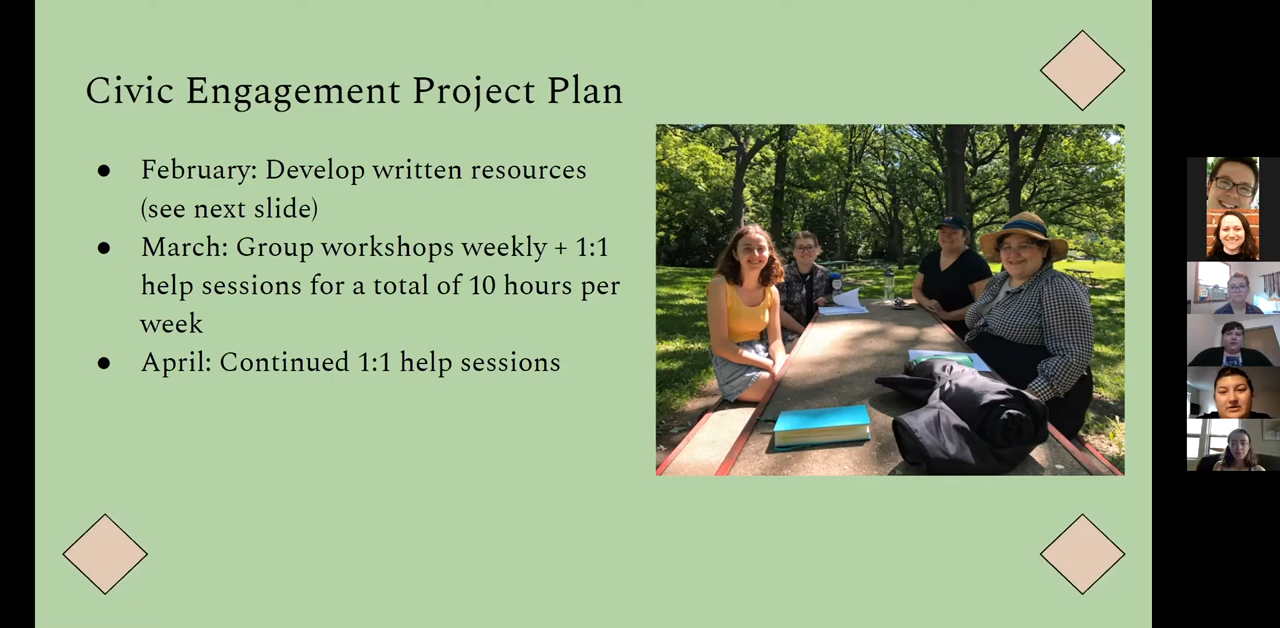 Civic Engagement Project Plan
● February: Develop written resources
(see next slide)
● March: Group workshops weekly + 1:1
help sessions for a total of 10 hours per
week
● April: Continued 1:1 help sessions